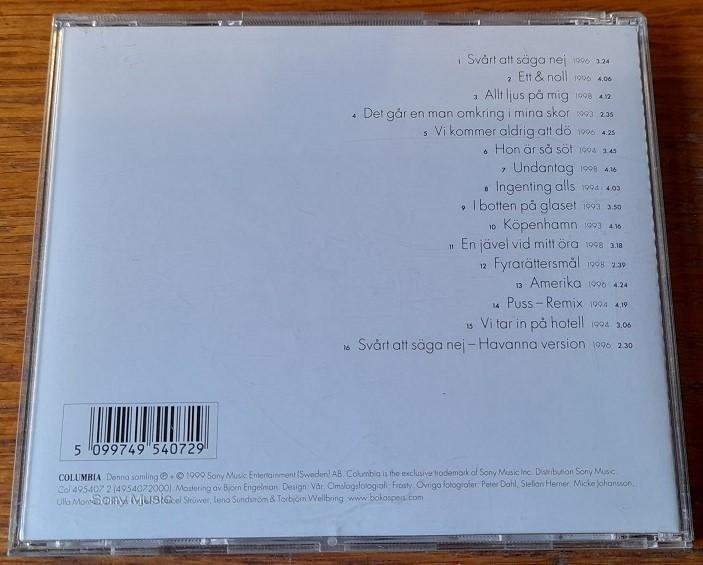 1 Svårt att säga nej 1996 3.24
2 Ett & noll 1996 4.06
3 Allt ljus på mig 1998 4.12
4 Det går en man omkring i mina skor 1993 2.35
5 Vi kommer aldrig att dö 1996 4.25
6 Hon är så söt 1994 3.45
7 Undantag 1998 4.16
8 Ingenting alls 1994 4.03
9 I botten på glaset 1993 3.50
10 Köpenhamn 1993 4.16
11 En jävel vid mitt öra 1998 3.18
12 Fyrarättersmål 1998 2.39
13 Amerika 1996 4.24
14 Puss – Remix 1994 4.19
15 Vi tar in på hotell 1994 3.06
16 Svårt att säga nej – Havanna version 1996 2.30
5 099749 540729
COLUMBIA Denna samling ℗ + © 1999 Sony Music Entertainment (Sweden) AB. Columbia is the exclusive trademark of Sony Music Inc. Distribution Sony Music.
Col 495407 2 (4954072000). Mastering av Björn Engelman. Design: Vår. Omslagsfotografi: Frosty. Övriga fotografer: Peter Dahl, Stellan Herner, Micke Johansson,
Ulla Strüwer, Lena Sundström & Torbjörn Wellbring. www.bokaspers.com
Sony Music